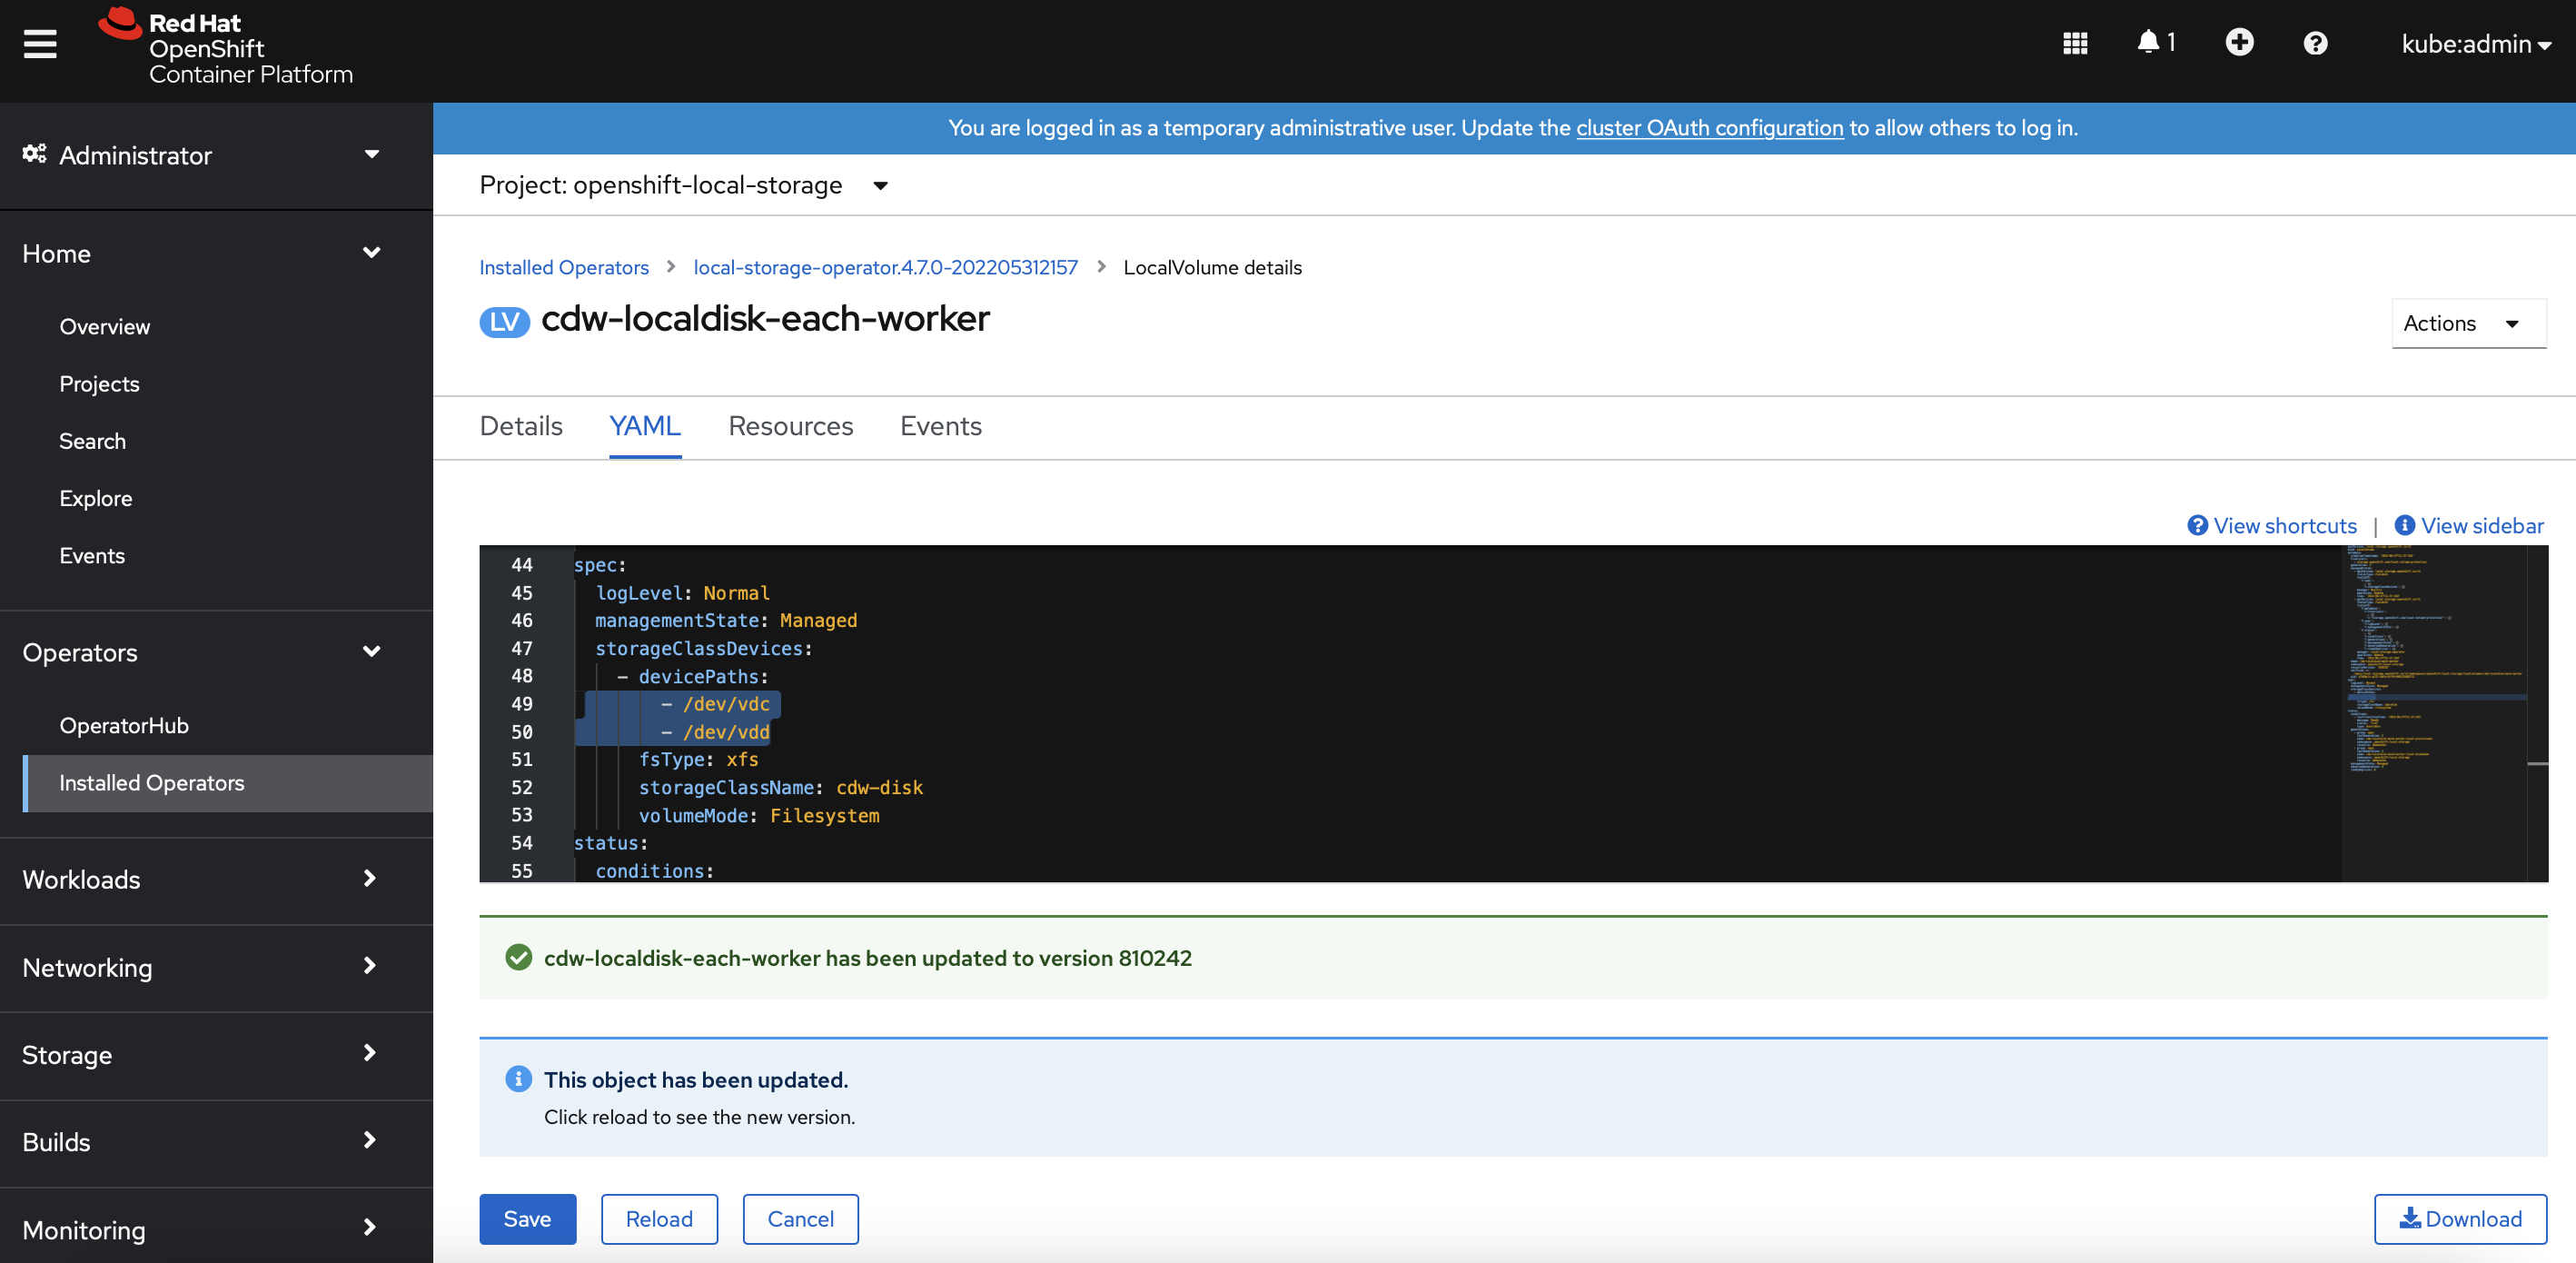 Red Hat
OpenShift
Container Platform
1
kube:admin
Administrator
Home
Overview
Projects
Search
Explore
Events
Operators
OperatorHub
Installed Operators
Workloads
Networking
Storage
Builds
Monitoring
You are logged in as a temporary administrative user. Update the cluster OAuth configuration to allow others to log in.
Project: openshift-local-storage
Installed Operators > local-storage-operator.4.7.0-202205312157 > LocalVolume details
LV cdw-localdisk-each-worker
Actions
Details YAML Resources Events
View shortcuts | View sidebar
44 spec:
45 logLevel: Normal
46 managementState: Managed
47 storageClassDevices:
48 - devicePaths:
49 - /dev/vdc
50 - /dev/vdd
51 fsType: xfs
52 storageClassName: cdw-disk
53 volumeMode: Filesystem
54 status:
55 conditions:
cdw-localdisk-each-worker has been updated to version 810242
This object has been updated.
Click reload to see the new version.
Save Reload Cancel Download